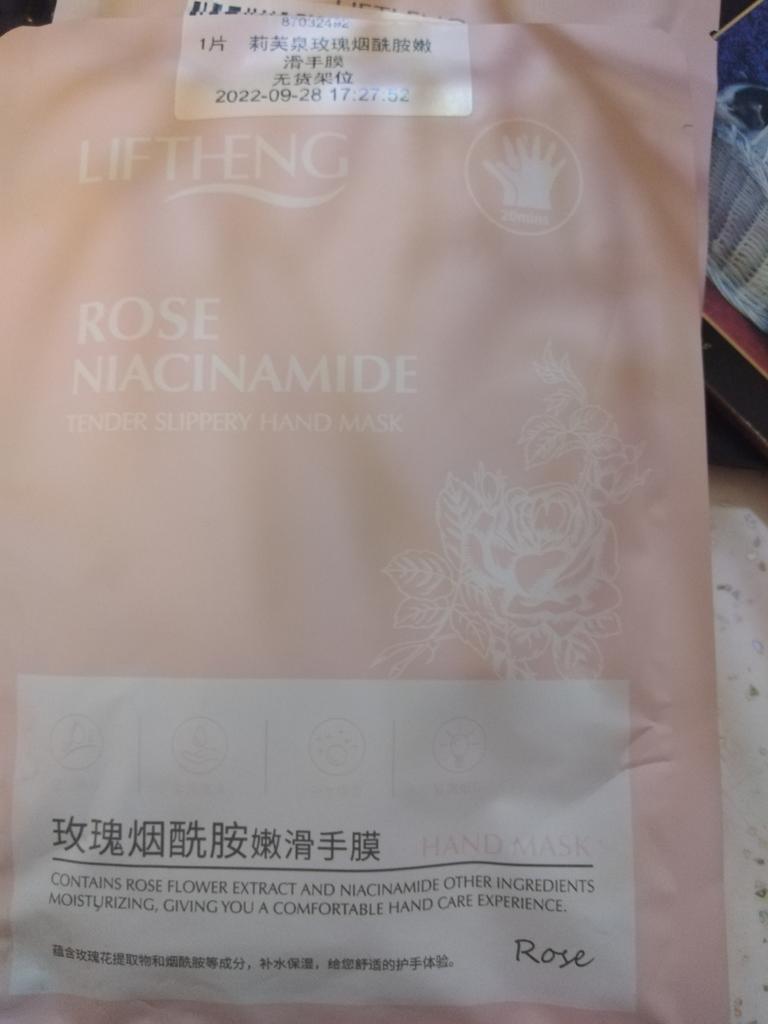 87032492
1片 莉芙泉玫瑰烟酰胺嫩
滑手膜
无货架位
2022-09-28 17:27:52
LIFTHENG
20mins
ROSE
NIACINAMIDE
TENDER SLIPPERY HAND MASK
玫瑰烟酰胺嫩滑手膜 HAND MASK
CONTAINS ROSE FLOWER EXTRACT AND NIACINAMIDE OTHER INGREDIENTS
MOISTURIZING, GIVING YOU A COMFORTABLE HAND CARE EXPERIENCE.
蕴含玫瑰花提取物和烟酰胺等成分，补水保湿，给您舒适的护手体验。
Rose